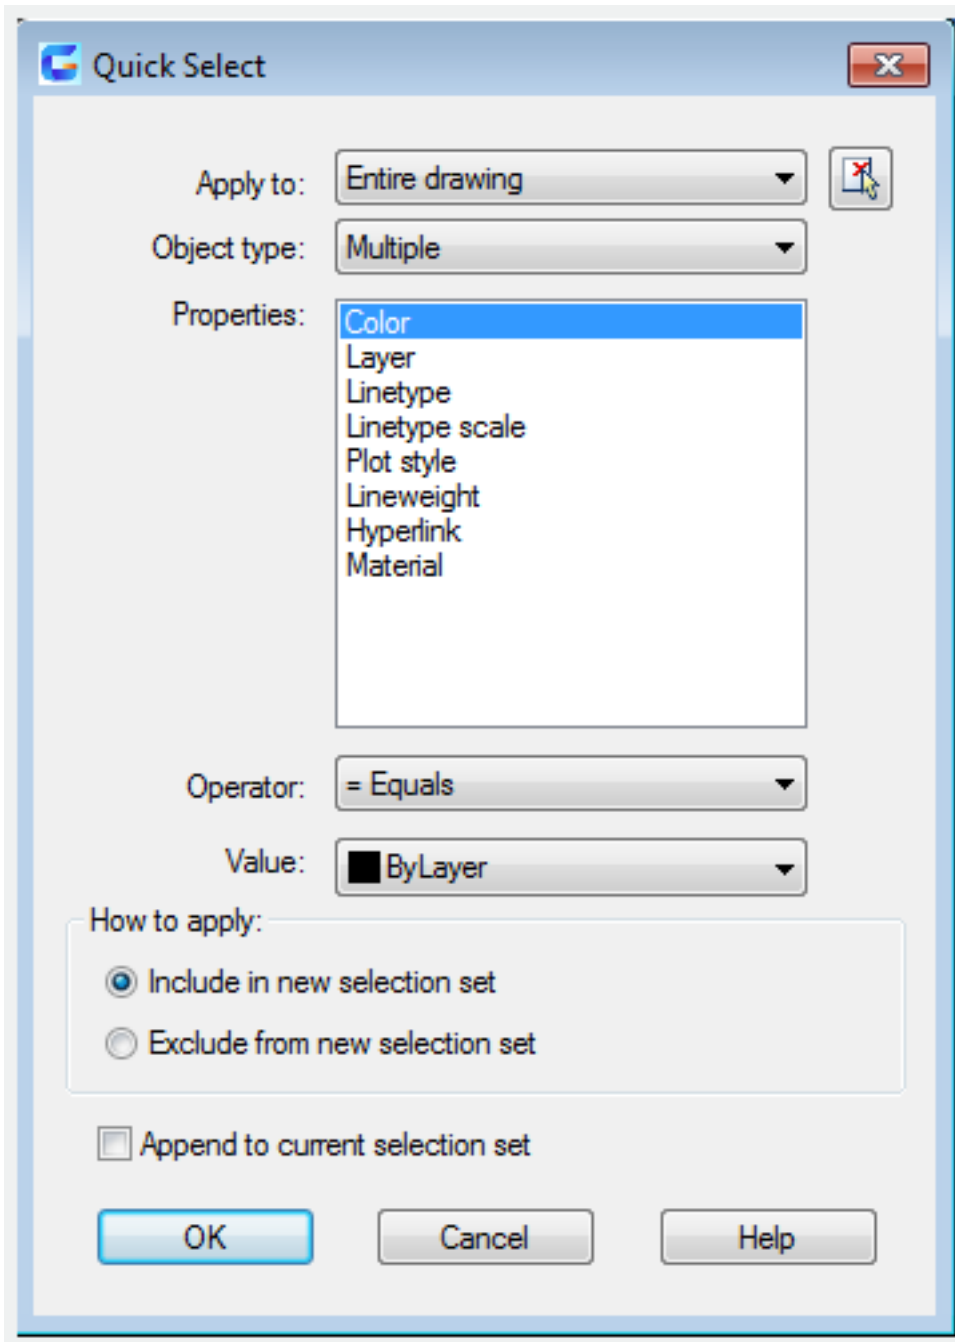 Quick Select
Apply to: Entire drawing
Object type: Multiple
Properties: Color
Layer
Linetype
Linetype scale
Plot style
Lineweight
Hyperlink
Material
Operator: = Equals
Value: ByLayer
How to apply:
Include in new selection set
Exclude from new selection set
Append to current selection set
OK Cancel Help